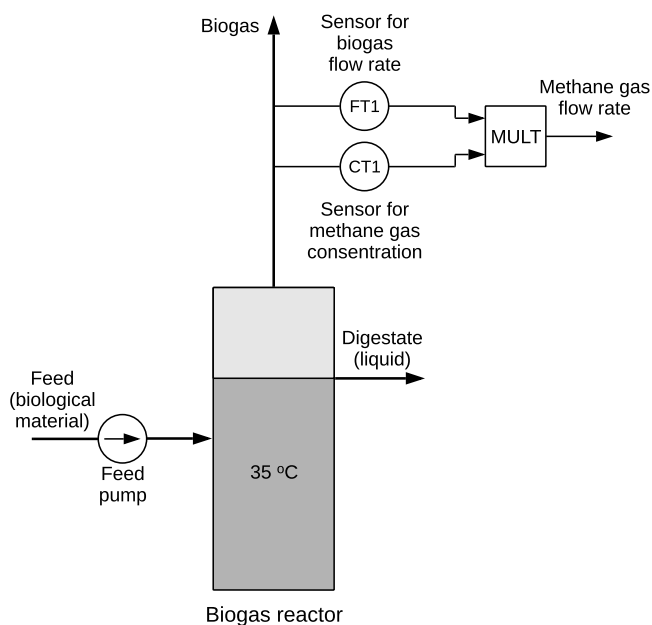 Biogas
Sensor for
biogas
flow rate
FT1
Methane gas
flow rate
MULT
CT1
Sensor for
methane gas
consentration
Digestate
(liquid)
Feed
(biological
material)
Feed
pump
35 ºC
Biogas reactor